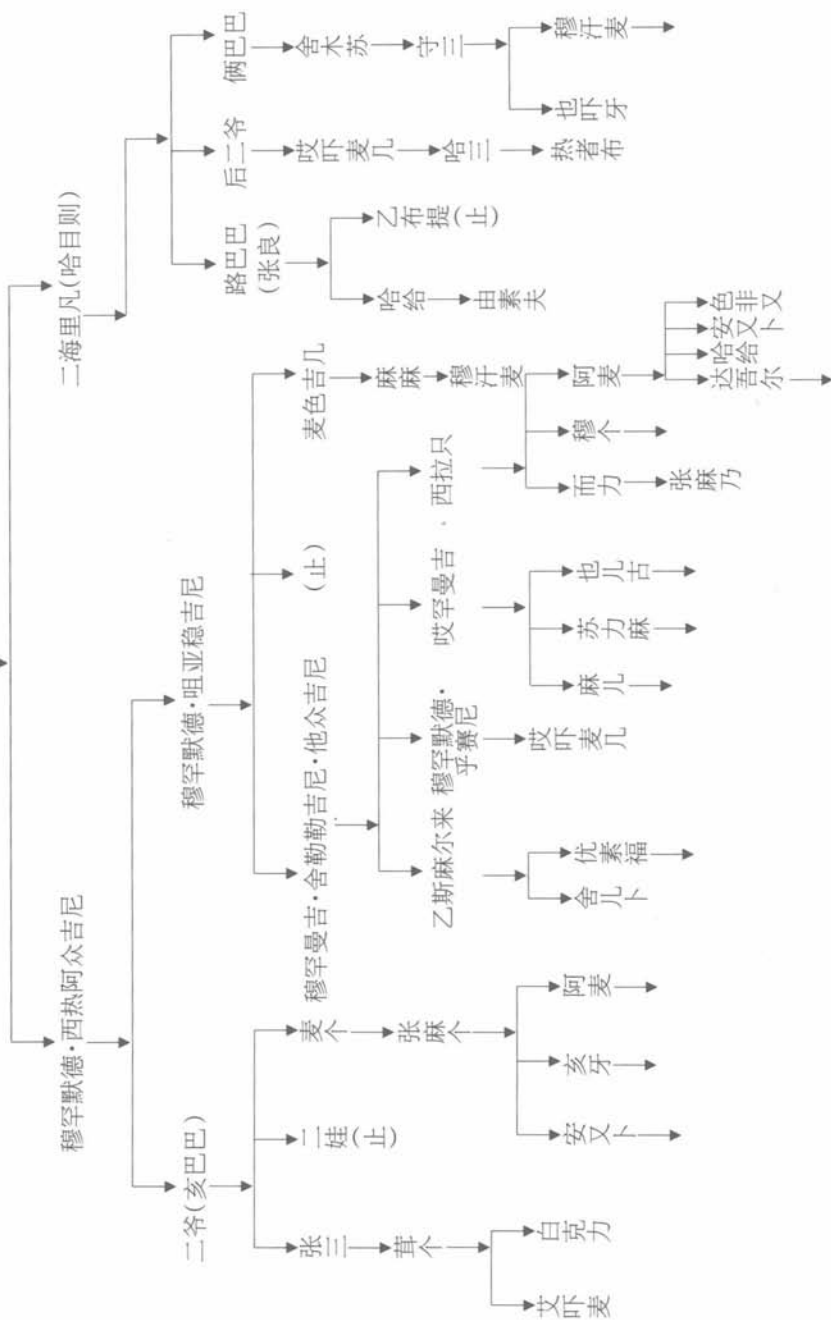 穆罕默德·西热阿众吉尼
二海里凡(哈目则)
二爷(亥巴巴)
穆罕默德·咀亚稳吉尼
路巴巴
(张良)
后二爷
俩巴巴
张三
二娃(止)
麦个
穆罕曼吉·舍勒勒吉尼·他众吉尼
(止)
麦色吉几
哈给
乙布提(止)
哎吓麦几
舍木苏
茸个
张麻个
乙斯麻尔来
穆罕默德·
乎赛尼
哎罕曼吉
西拉只
麻麻
由素夫
哈三
守三
艾吓麦
白克力
安又卜
亥牙
阿麦
舍儿卜
优素福
哎吓麦几
麻儿
苏力麻
也儿古
穆汗麦
热者布
也吓牙
穆汗麦
而力
穆个
阿麦
张麻乃
达吾尔
哈给
安又卜
色非又